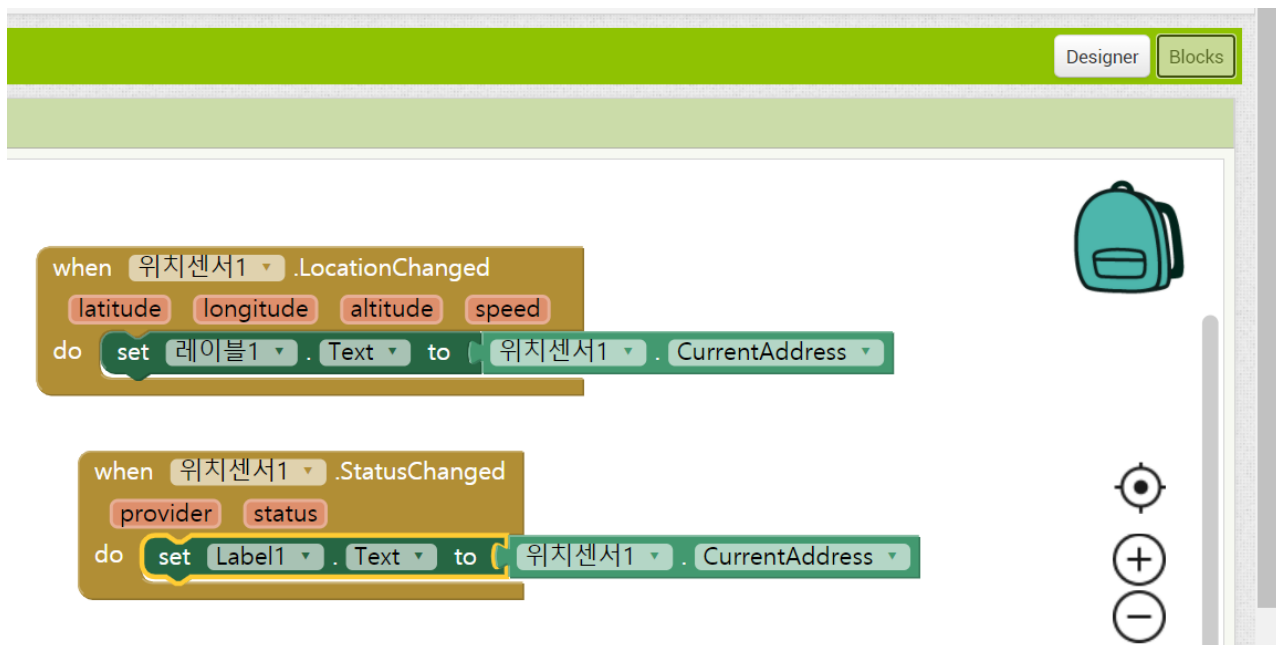 Designer Blocks
when 위치센서1 .LocationChanged
latitude longitude altitude speed
do set 레이블1 . Text to 위치센서1 . CurrentAddress
when 위치센서1 .StatusChanged
provider status
do set Label1 . Text to 위치센서1 . CurrentAddress